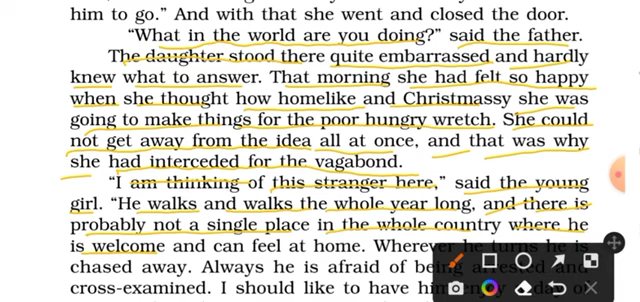 him to go.” And with that she went and closed the door.
“What in the world are you doing?” said the father.
The daughter stood there quite embarrassed and hardly
knew what to answer. That morning she had felt so happy
when she thought how homelike and Christmassy she was
going to make things for the poor hungry wretch. She could
not get away from the idea all at once, and that was why
she had interceded for the vagabond.
“I am thinking of this stranger here,” said the young
girl. “He walks and walks the whole year long, and there is
probably not a single place in the whole country where he
is welcome and can feel at home. Wherever he turns he is
chased away. Always he is afraid of being arrested and
cross-examined. I should like to have him